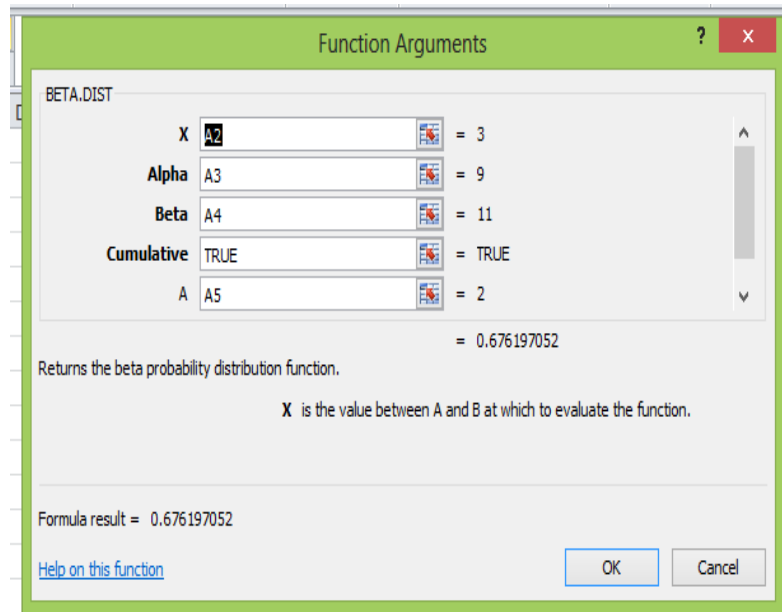 Function Arguments ? x
BETA.DIST
X A2 = 3
Alpha A3 = 9
Beta A4 = 11
Cumulative TRUE = TRUE
A A5 = 2
= 0.676197052
Returns the beta probability distribution function.
X is the value between A and B at which to evaluate the function.
Formula result = 0.676197052
Help on this function OK Cancel